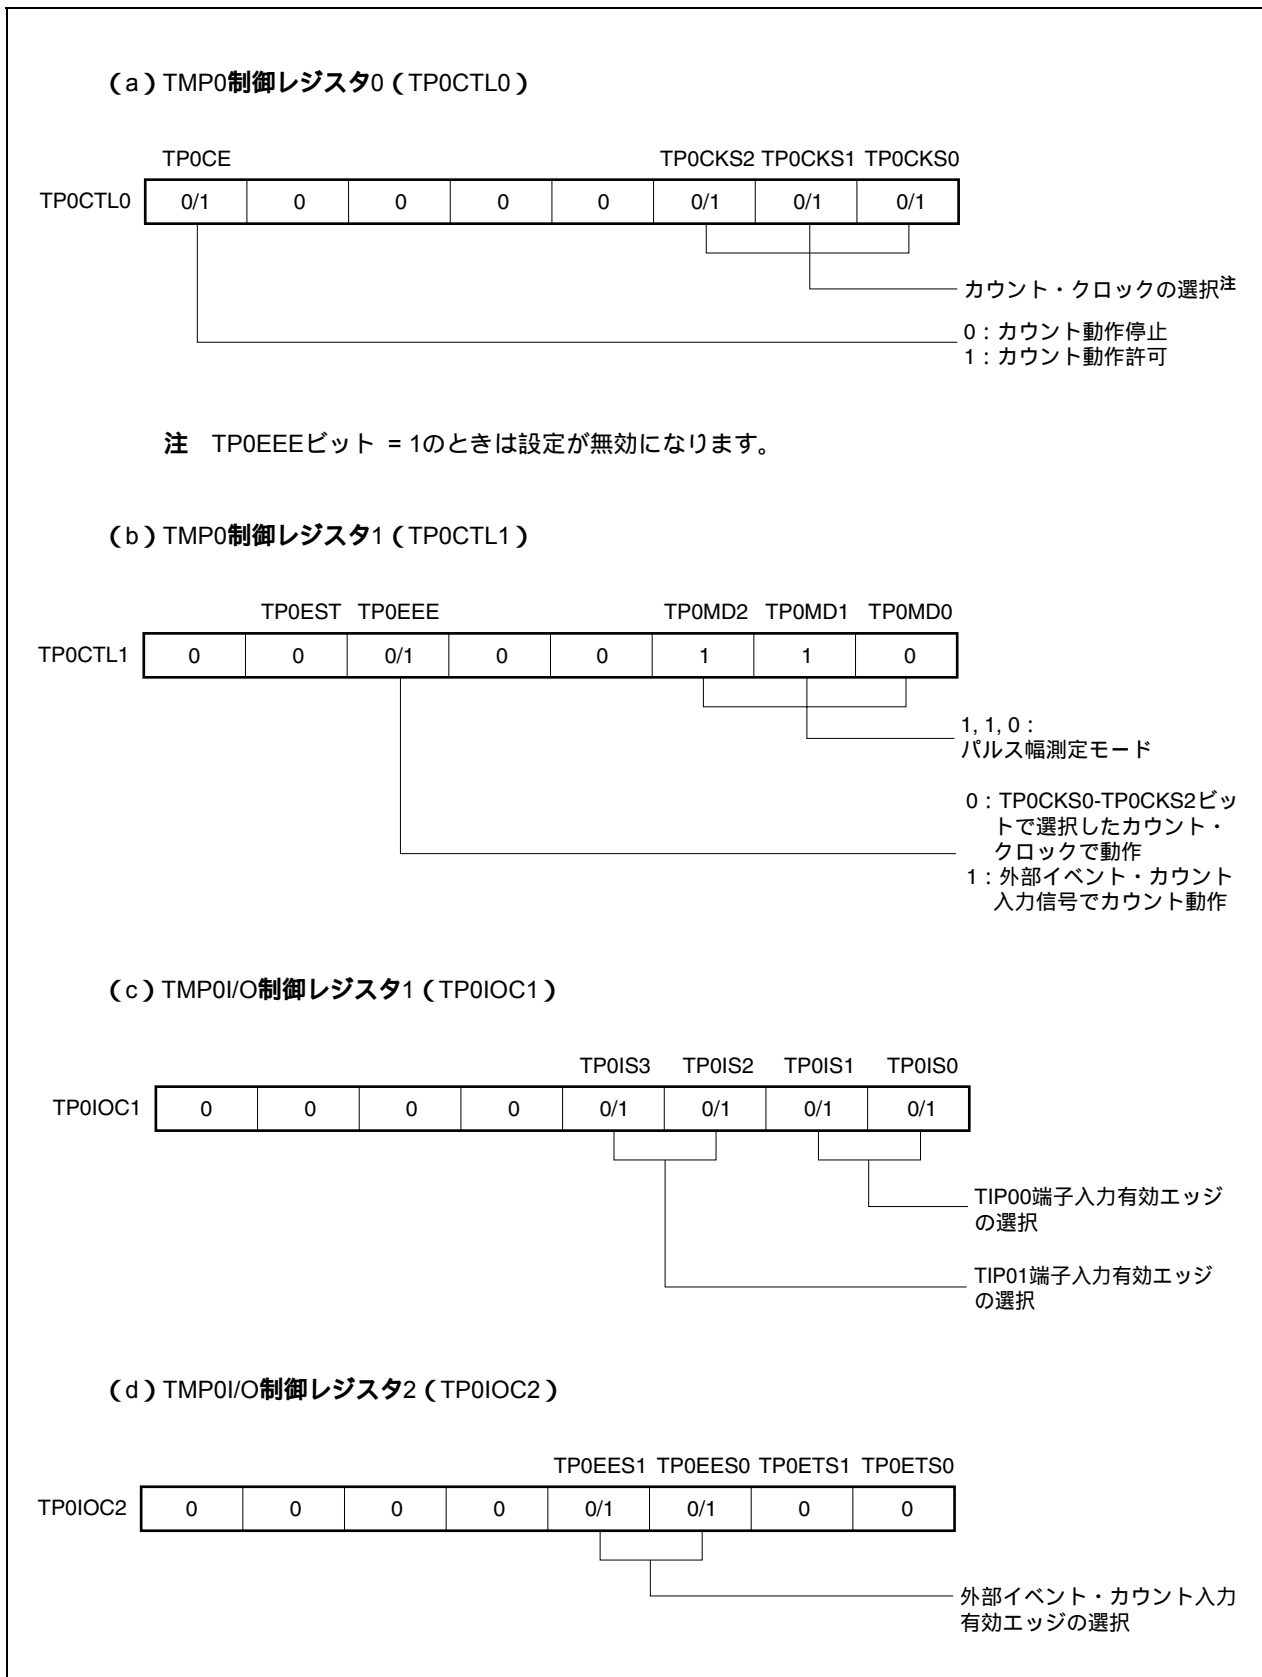 （a）TMP0制御レジスタ0（TP0CTL0）
TP0CE TP0CKS2 TP0CKS1 TP0CKS0
TP0CTL0 0/1 0 0 0 0 0/1 0/1 0/1
カウント・クロックの選択注
0：カウント動作停止
1：カウント動作許可
注 TP0EEEビット = 1のときは設定が無効になります。
（b）TMP0制御レジスタ1（TP0CTL1）
TP0EST TP0EEE TP0MD2 TP0MD1 TP0MD0
TP0CTL1 0 0 0/1 0 0 1 1 0
1, 1, 0：
パルス幅測定モード
0：TP0CKS0-TP0CKS2ビッ
トで選択したカウント・
クロックで動作
1：外部イベント・カウント
入力信号でカウント動作
（c）TMP0I/O制御レジスタ1（TP0IOC1）
TP0IS3 TP0IS2 TP0IS1 TP0IS0
TP0IOC1 0 0 0 0 0/1 0/1 0/1 0/1
TIP00端子入力有効エッジ
の選択
TIP01端子入力有効エッジ
の選択
（d）TMP0I/O制御レジスタ2（TP0IOC2）
TP0EES1 TP0EES0 TP0ETS1 TP0ETS0
TP0IOC2 0 0 0 0 0/1 0/1 0 0
外部イベント・カウント入力
有効エッジの選択